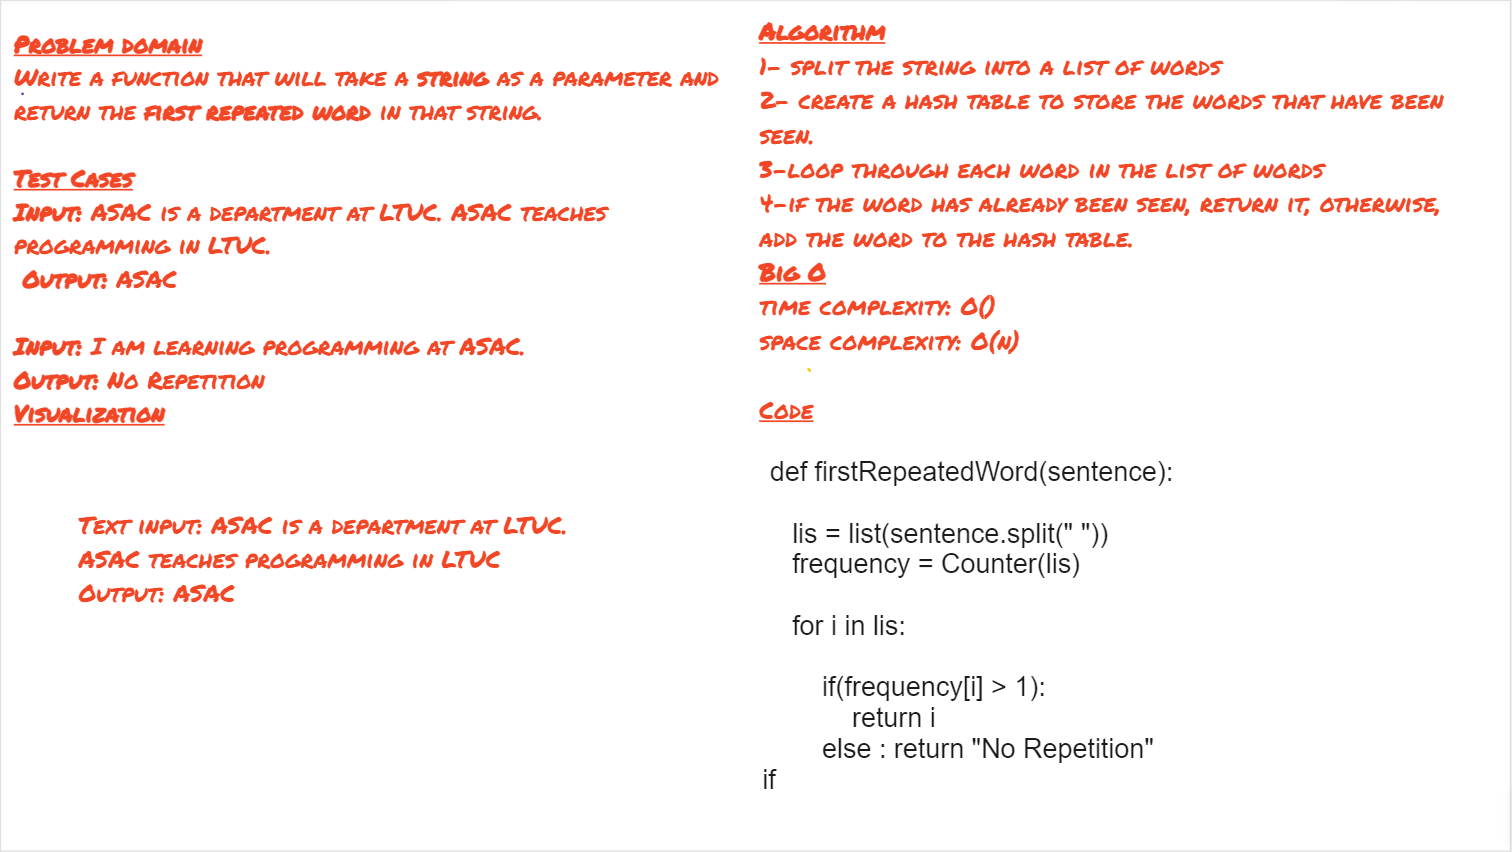 Problem domain
Write a function that will take a string as a parameter and
return the first repeated word in that string.
Test Cases
Input: ASAC is a department at LTUC. ASAC teaches
programming in LTUC.
Output: ASAC
Input: I am learning programming at ASAC.
Output: No Repetition
Visualization
Text input: ASAC is a department at LTUC.
ASAC teaches programming in LTUC
Output: ASAC
Algorithm
1- split the string into a list of words
2- create a hash table to store the words that have been
seen.
3-loop through each word in the list of words
4-if the word has already been seen, return it, otherwise,
add the word to the hash table.
Big O
time complexity: O()
space complexity: O(n)
Code
def firstRepeatedWord(sentence):
lis = list(sentence.split(" "))
frequency = Counter(lis)
for i in lis:
if(frequency[i] > 1):
return i
else : return "No Repetition"
if